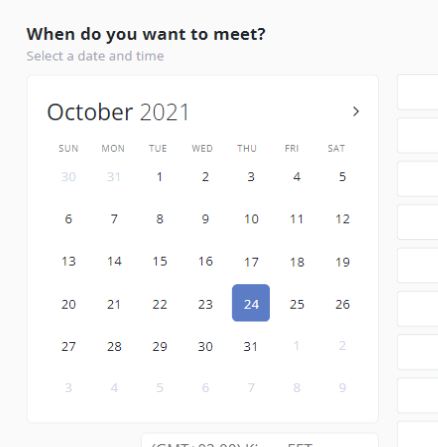 When do you want to meet?
Select a date and time
October 2021 >
SUN MON TUE WED THU FRI SAT
30 31 1 2 3 4 5
6 7 8 9 10 11 12
13 14 15 16 17 18 19
20 21 22 23 24 25 26
27 28 29 30 31 1 2
3 4 5 6 7 8 9